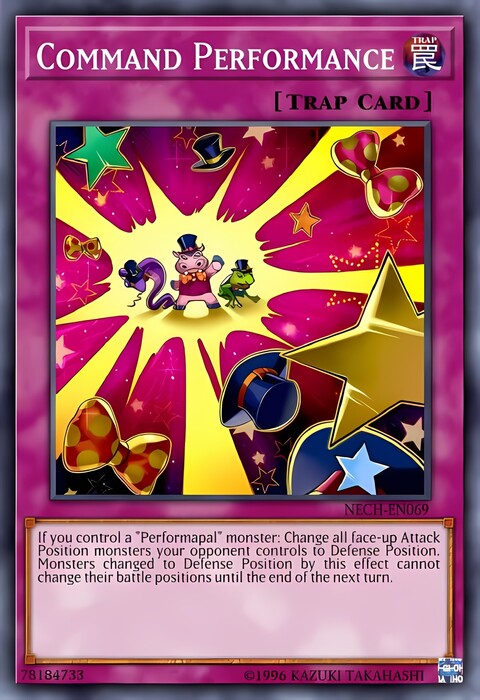 COMMAND PERFORMANCE
TRAP
罠
[TRAP CARD]
NECH-EN069
If you control a "Performapal" monster: Change all face-up Attack
Position monsters your opponent controls to Defense Position.
Monsters changed to Defense Position by this effect cannot
change their battle positions until the end of the next turn.
78184733
©1996 KAZUKI TAKAHASHI